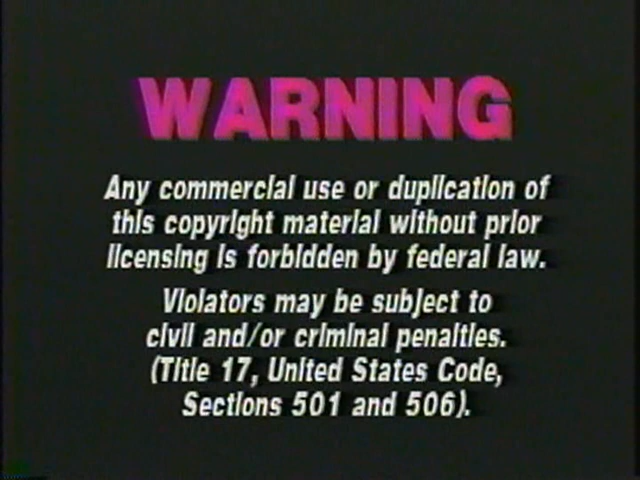 WARNING
Any commercial use or duplication of
this copyright material without prior
licensing is forbidden by federal law.
Violators may be subject to
civil and/or criminal penalties.
(Title 17, United States Code,
Sections 501 and 506).